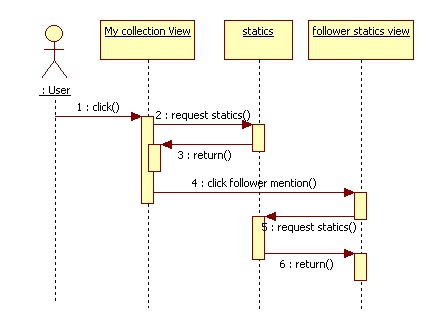 My collection View
statics
follower statics view
: User
1 : click()
2 : request statics()
3 : return()
4 : click follower mention()
5 : request statics()
6 : return()